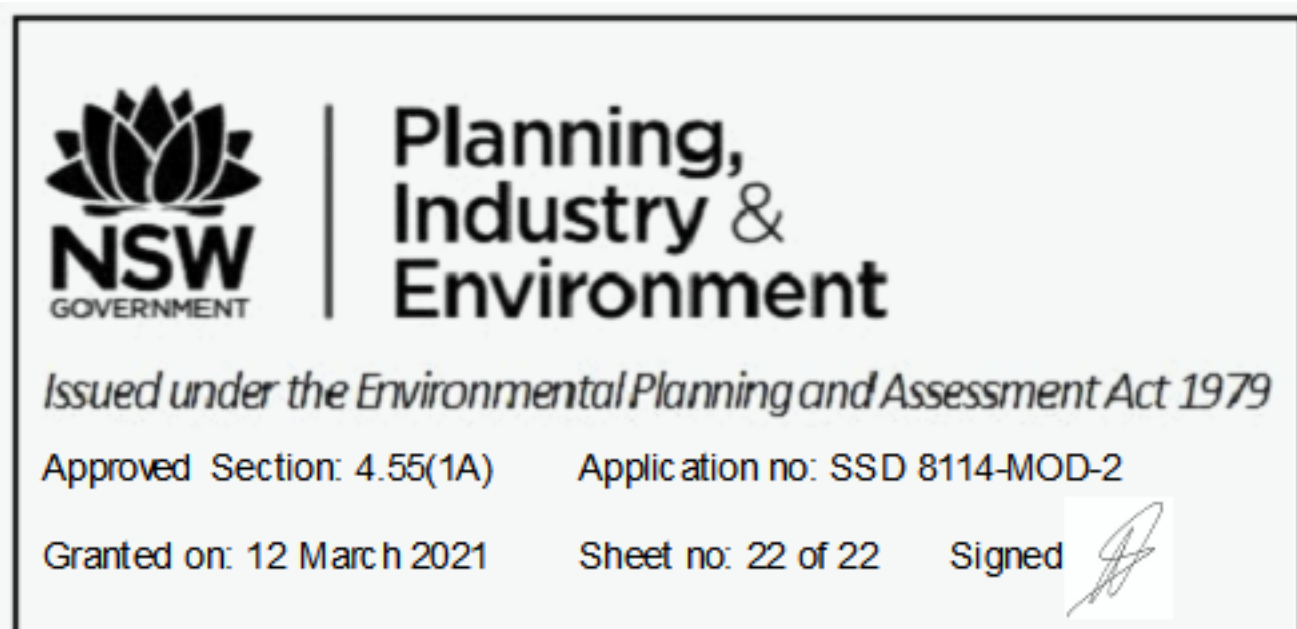 NSW
GOVERNMENT
Planning,
Industry &
Environment
Issued under the Environmental Planning and Assessment Act 1979
Approved Section: 4.55(1A) Application no: SSD 8114-MOD-2
Granted on: 12 March 2021 Sheet no: 22 of 22 Signed